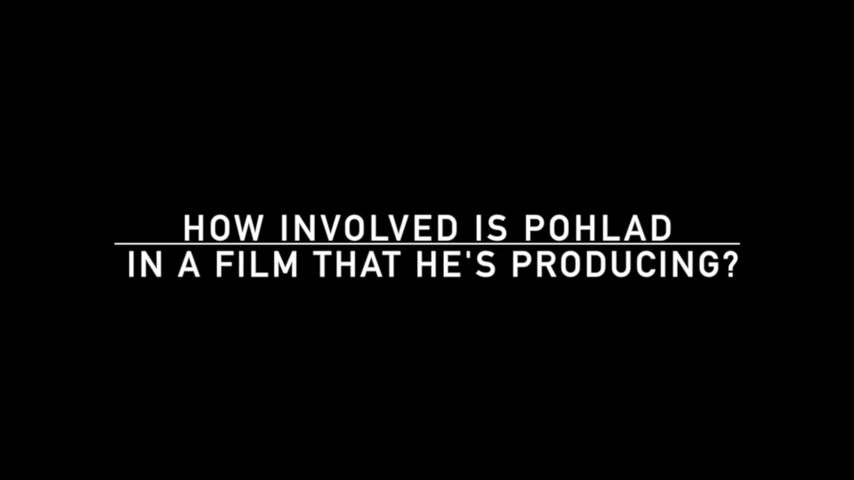 HOW INVOLVED IS POHLAD
IN A FILM THAT HE'S PRODUCING?